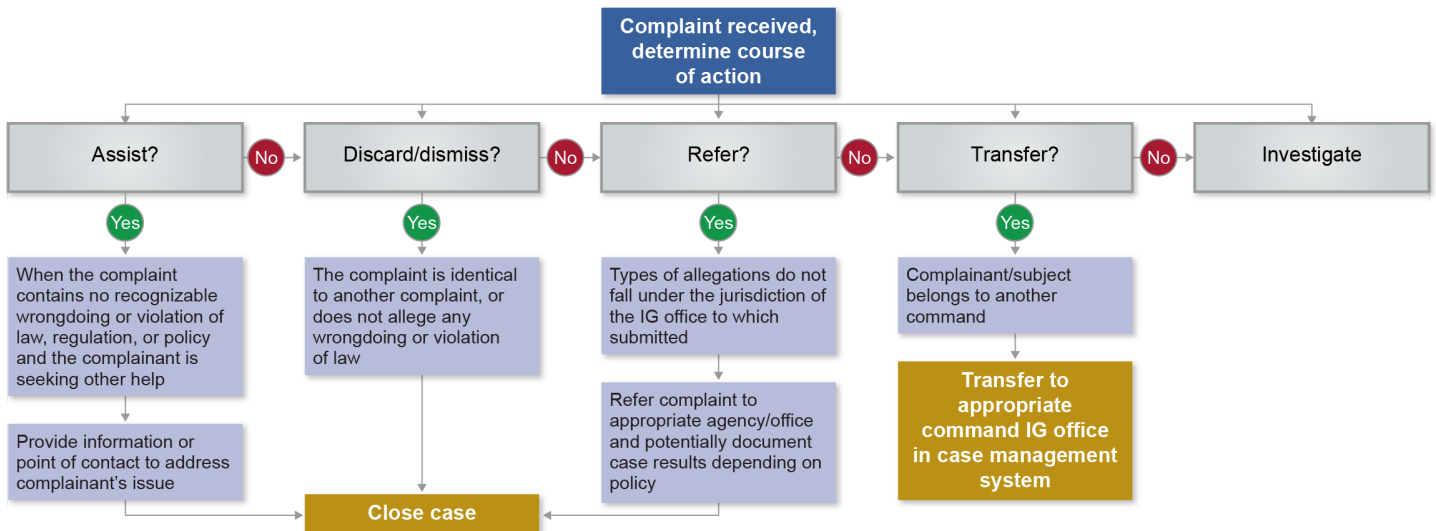 Complaint received,
determine course
of action
Assist?
No
Discard/dismiss?
No
Refer?
No
Transfer?
No
Investigate
Yes
Yes
Yes
Yes
When the complaint
contains no recognizable
wrongdoing or violation of
law, regulation, or policy
and the complainant is
seeking other help
The complaint is identical
to another complaint, or
does not allege any
wrongdoing or violation
of law
Types of allegations do not
fall under the jurisdiction of
the IG office to which
submitted
Complainant/subject
belongs to another
command
Provide information or
point of contact to address
complainant's issue
Refer complaint to
appropriate agency/office
and potentially document
case results depending on
policy
Transfer to
appropriate
command IG office
in case management
system
Close case